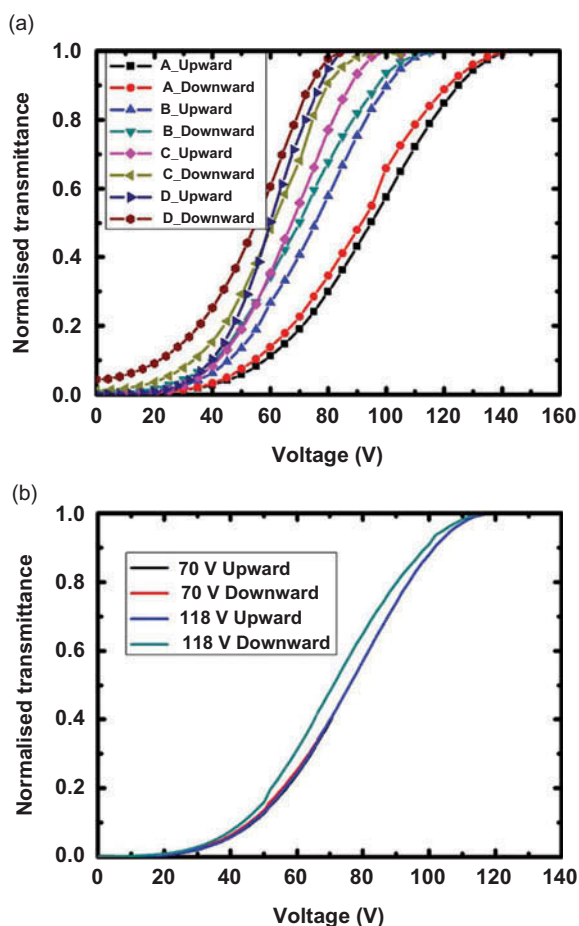 (a)
1.0
0.8
0.6
0.4
0.2
0.0
A_Upward
A_Downward
B_Upward
B_Downward
C_Upward
C_Downward
D_Upward
D_Downward
Normalised transmittance
0 20 40 60 80 100 120 140 160
Voltage (V)
(b)
1.0
0.8
0.6
0.4
0.2
0.0
70 V Upward
70 V Downward
118 V Upward
118 V Downward
Normalised transmittance
0 20 40 60 80 100 120 140
Voltage (V)